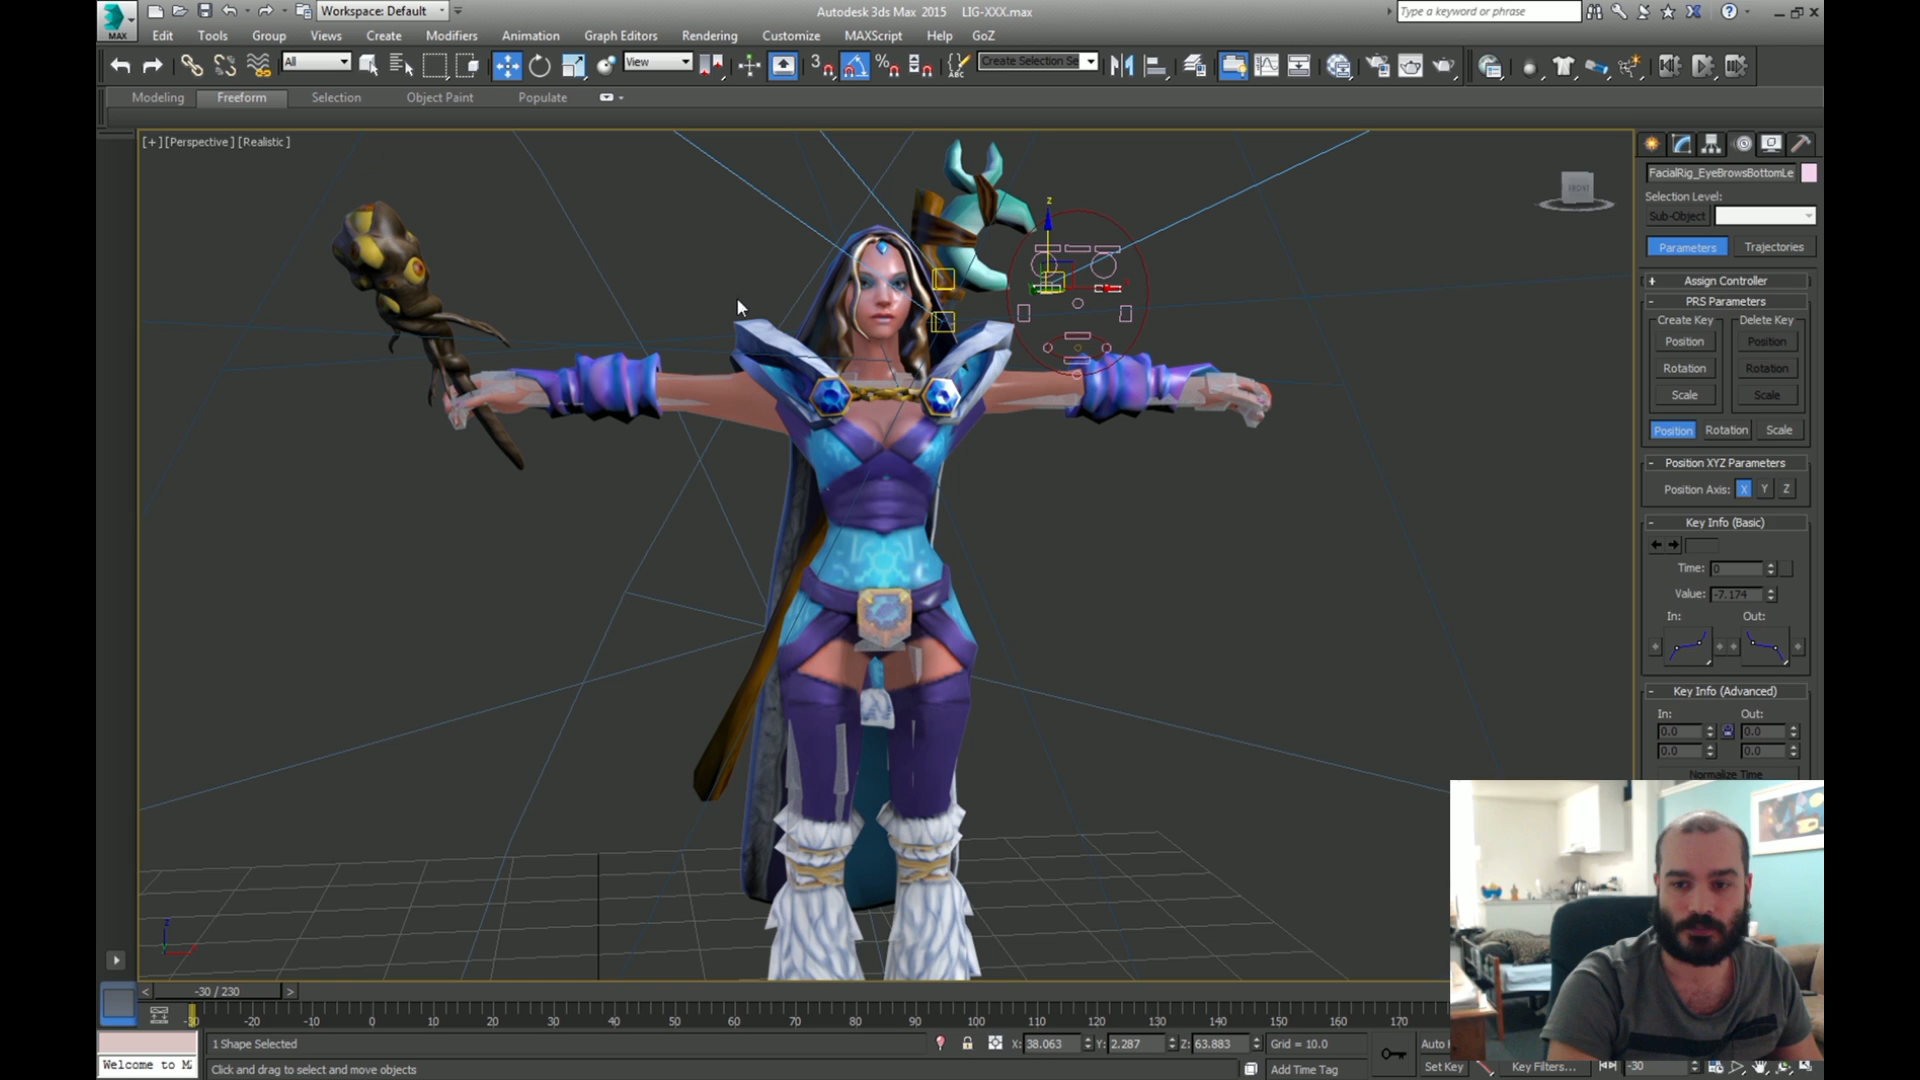 Workspace: Default
Autodesk 3ds Max 2015 LIG-XXX.max
Type a keyword or phrase
MAX
Edit Tools Group Views Create Modifiers Animation Graph Editors Rendering Customize MAXScript Help GoZ
All
View
3
Create Selection Se
Modeling Freeform Selection Object Paint Populate
[+][Perspective][Realistic]
FRONT
z
FacialRig_EyeBrowsBottomLe
Selection Level:
Sub-Object
Parameters Trajectories
+ Assign Controller
- PRS Parameters
Create Key Delete Key
Position Position
Rotation Rotation
Scale Scale
Position Rotation Scale
- Position XYZ Parameters
Position Axis: X Y Z
- Key Info (Basic)
Time: 0
Value: -7.174
In: Out:
- Key Info (Advanced)
In: Out:
0.0 0.0
0.0 0.0
Normalize Time
< -30 / 230 >
-30 -20 -10 0 10 20 30 40 50 60 70 80 90 100 110 120 130 140 150 160 170
1 Shape Selected
X: 38.063 Y: 2.287 Z: 63.883 Grid = 10.0
Auto
Welcome to M
Click and drag to select and move objects
Add Time Tag
Set Key
Key Filters...
-30